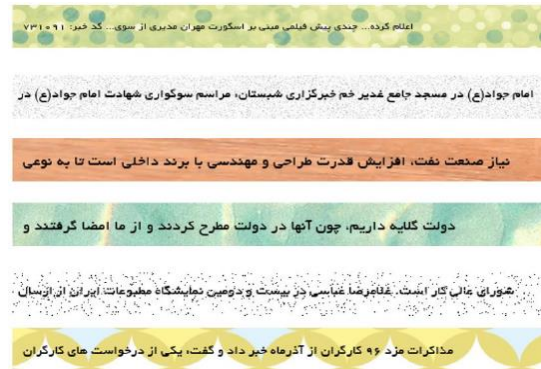 اعلام کرده... چندی پیش فیلمی مبنی بر اسکورت مهران مدیری از سوی... کد خبر: ۷۳۱۰۹۱
امام جواد(ع) در مسجد جامع غدیر خم خبرگزاری شبستان، مراسم سوگواری شهادت امام جواد(ع) در
نیاز صنعت نفت، افزایش قدرت طراحی و مهندسی با برند داخلی است تا به نوعی
دولت گلایه داریم، چون آنها در دولت مطرح کردند و از ما امضا گرفتند و
شورای عالی کار است. غلامرضا عباسی در بیست و دومین نمایشگاه مطبوعات ایران از ارسال
مذاکرات مزد ۹۶ کارگران از آذرماه خبر داد و گفت، یکی از درخواست های کارگران